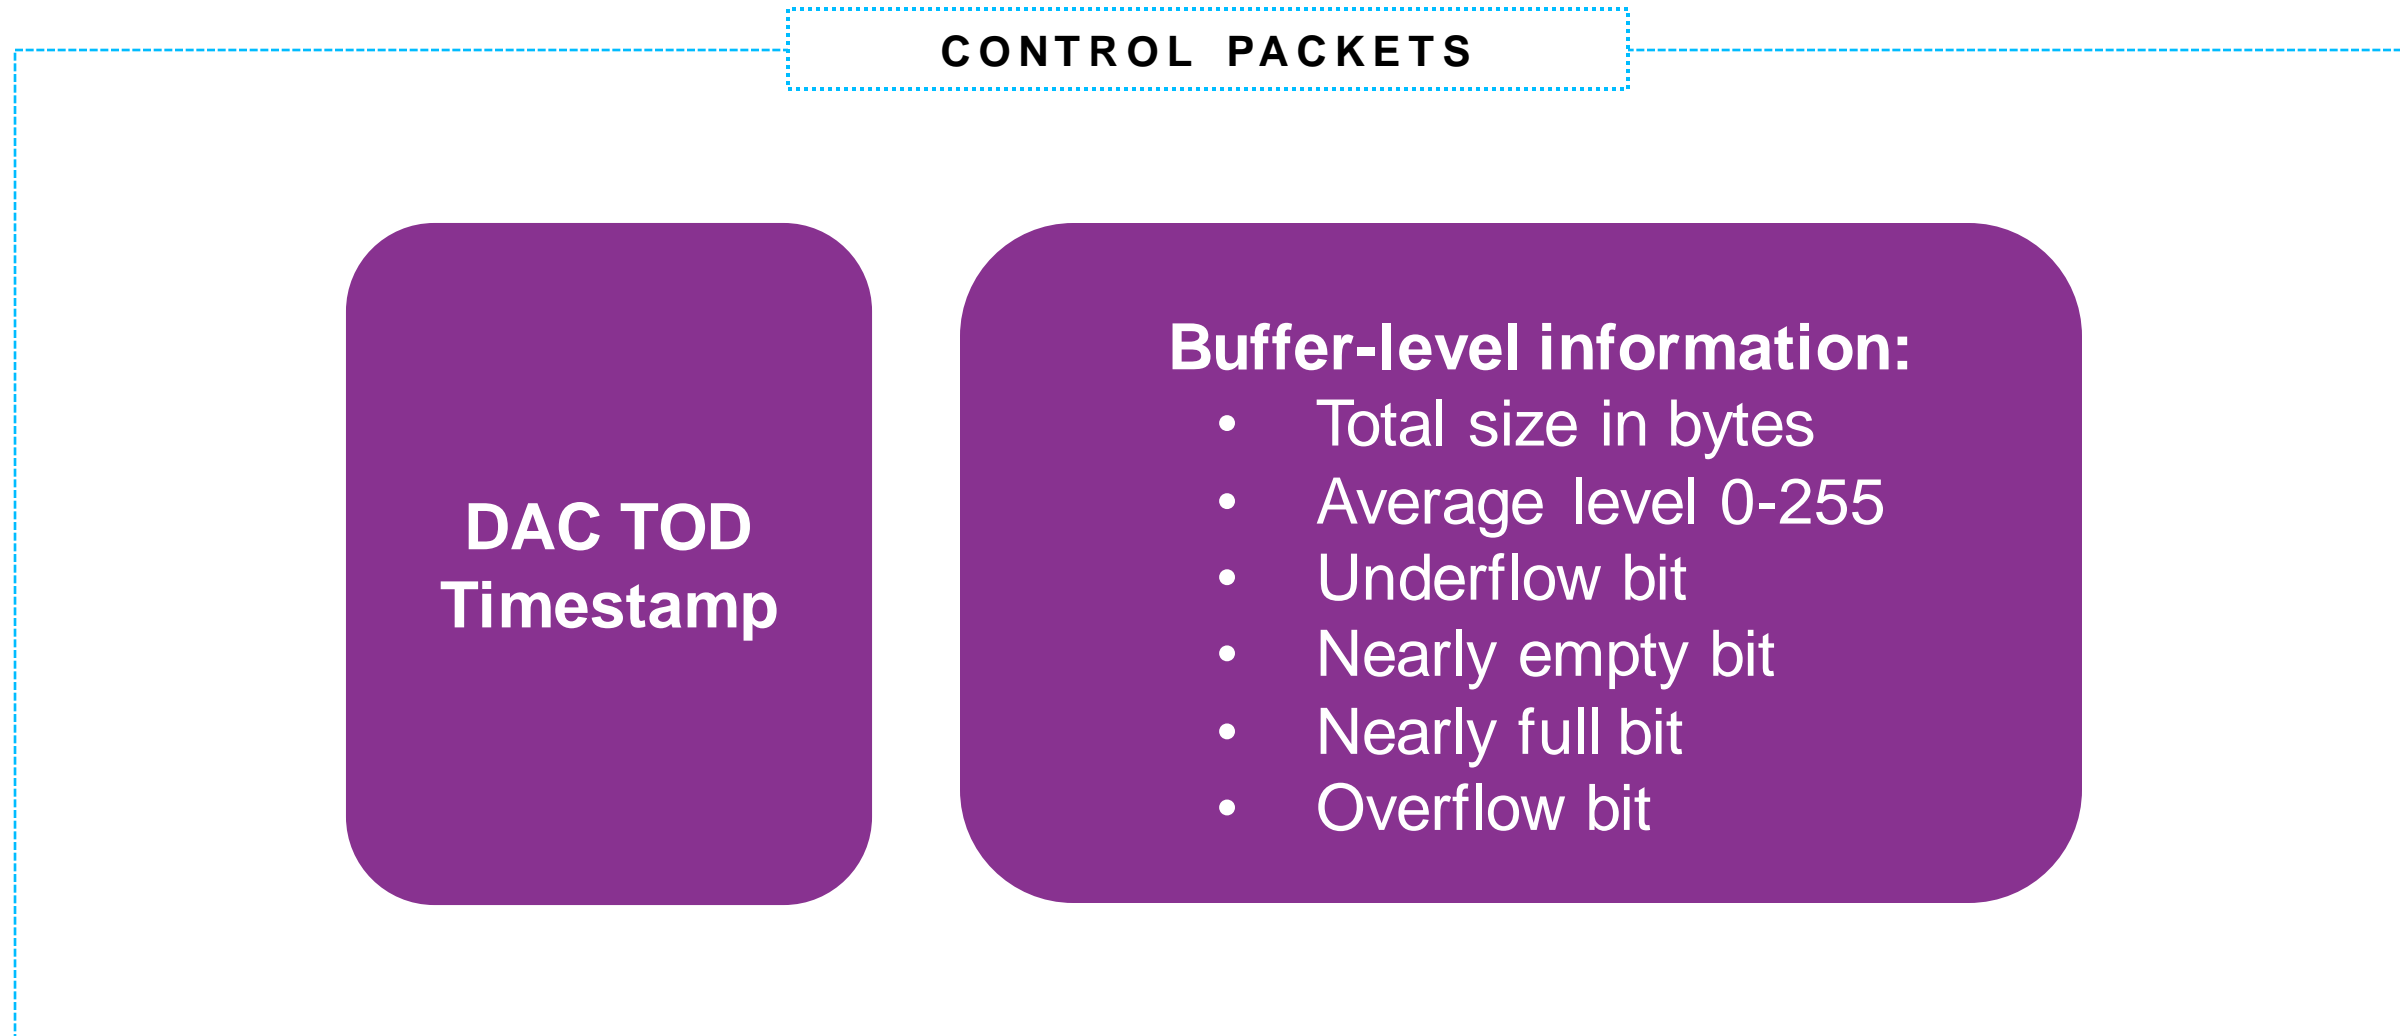 CONTROL PACKETS
DAC TOD
Timestamp
Buffer-level information:
• Total size in bytes
• Average level 0-255
• Underflow bit
• Nearly empty bit
• Nearly full bit
• Overflow bit